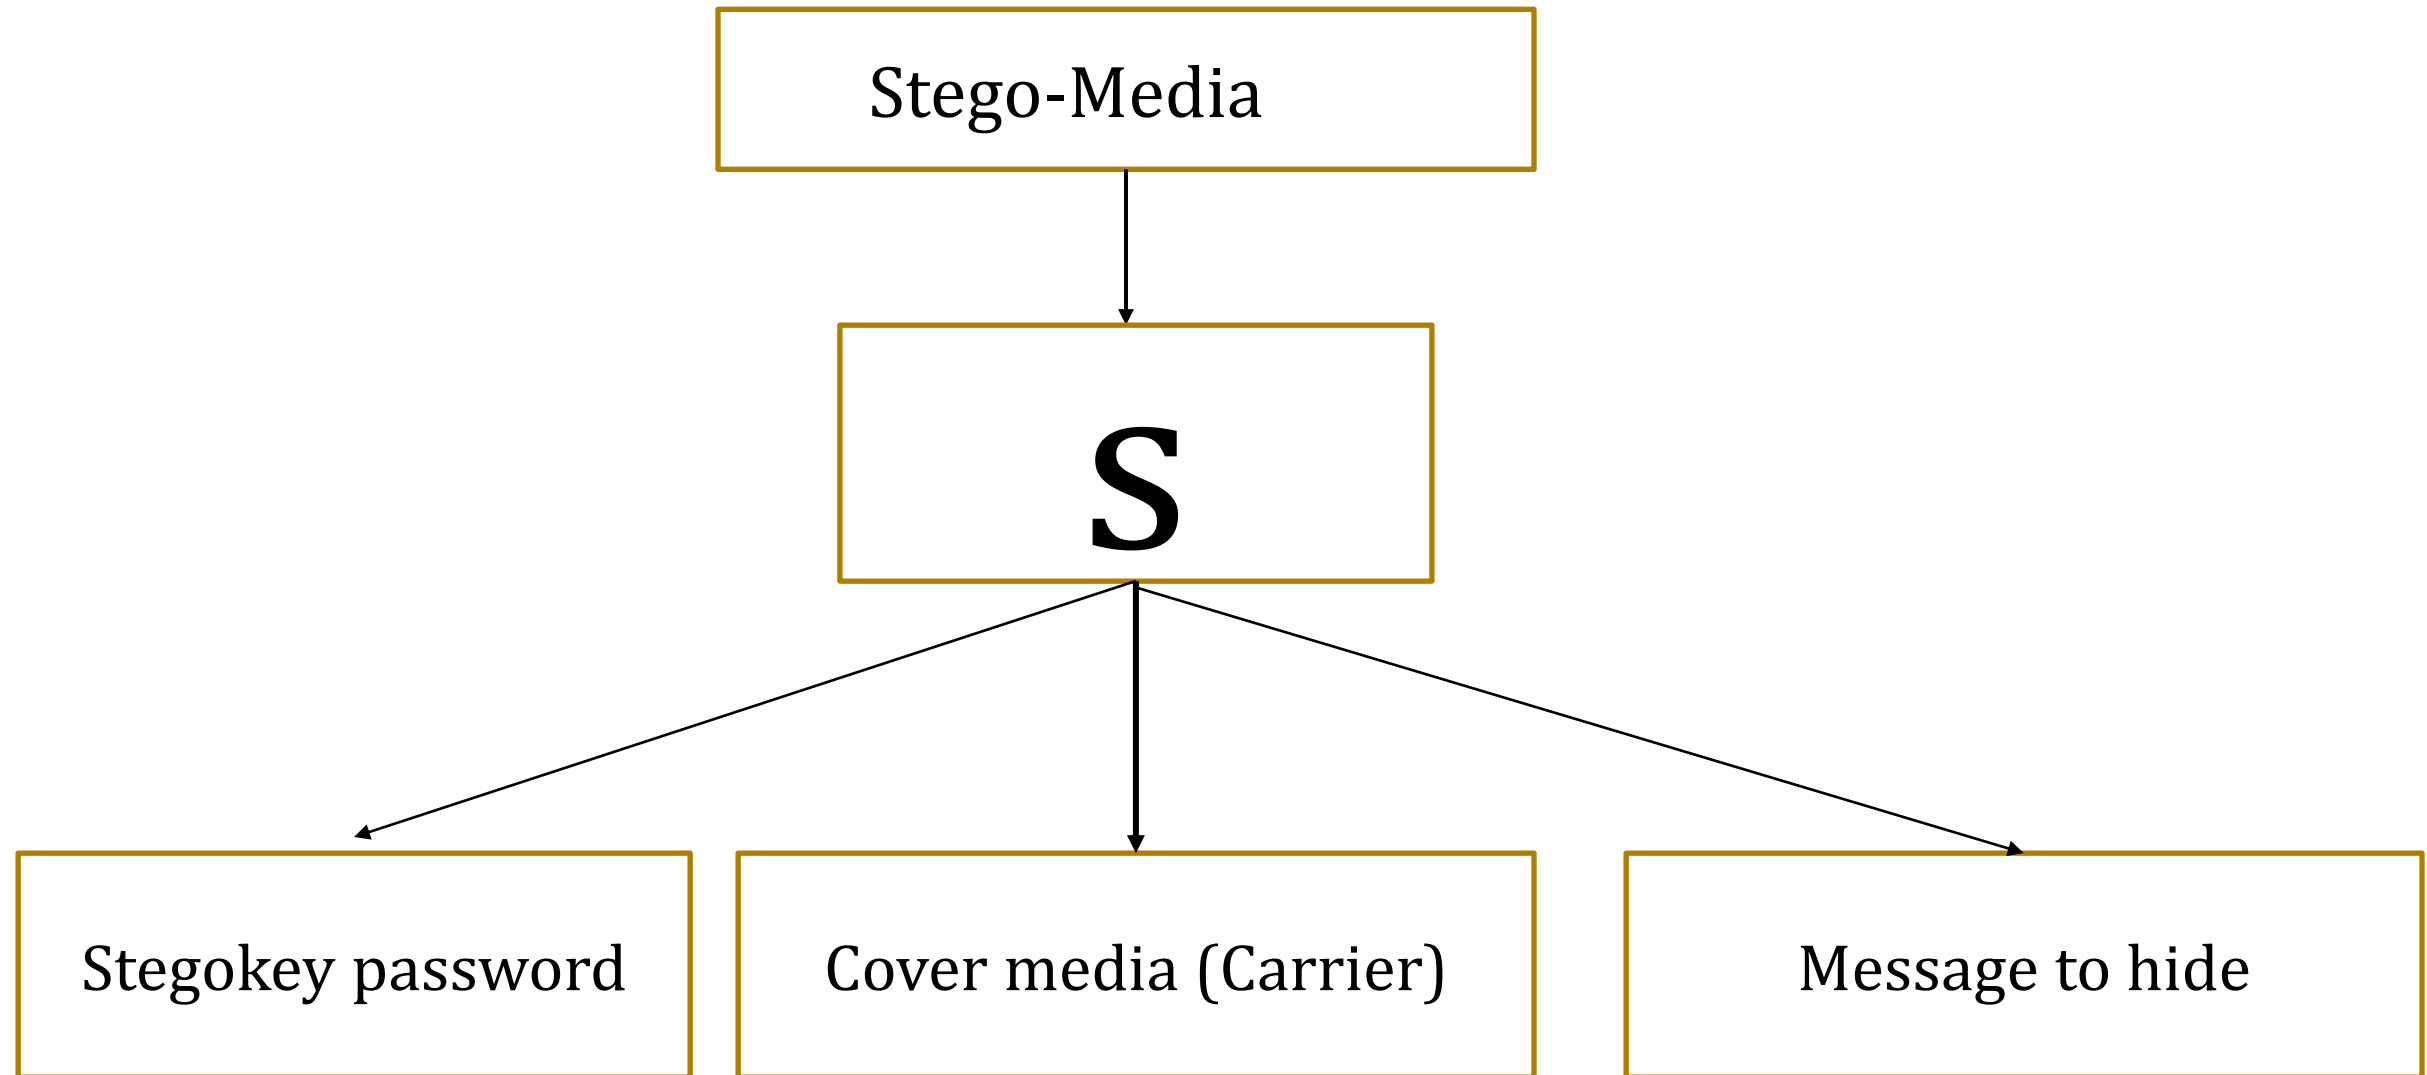 Stego-Media
S
Stegokey password
Cover media (Carrier)
Message to hide